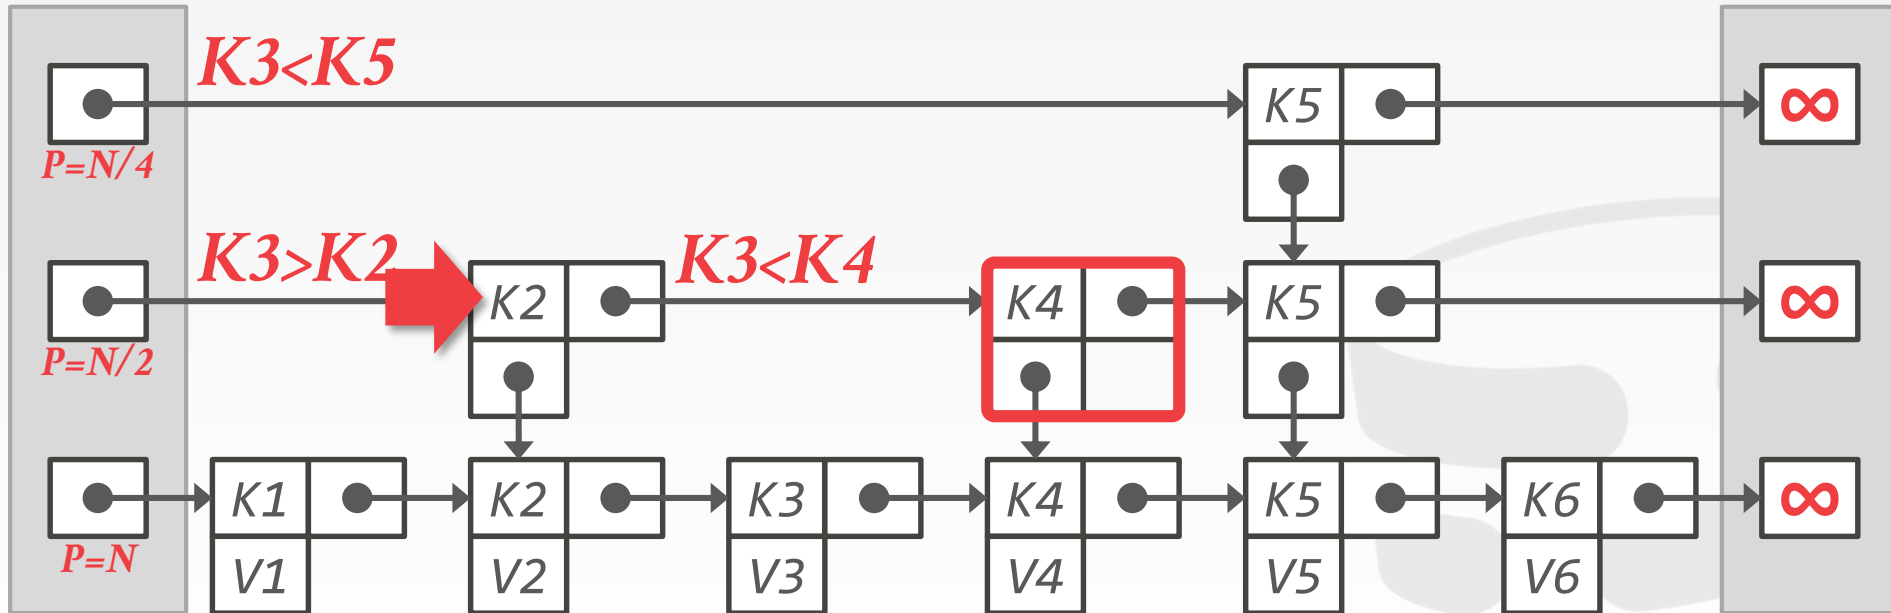 K3<K5
K5
∞
P=N/4
K3>K2
K3<K4
K2
K4
K5
∞
P=N/2
K1
K2
K3
K4
K5
K6
∞
P=N
V1
V2
V3
V4
V5
V6